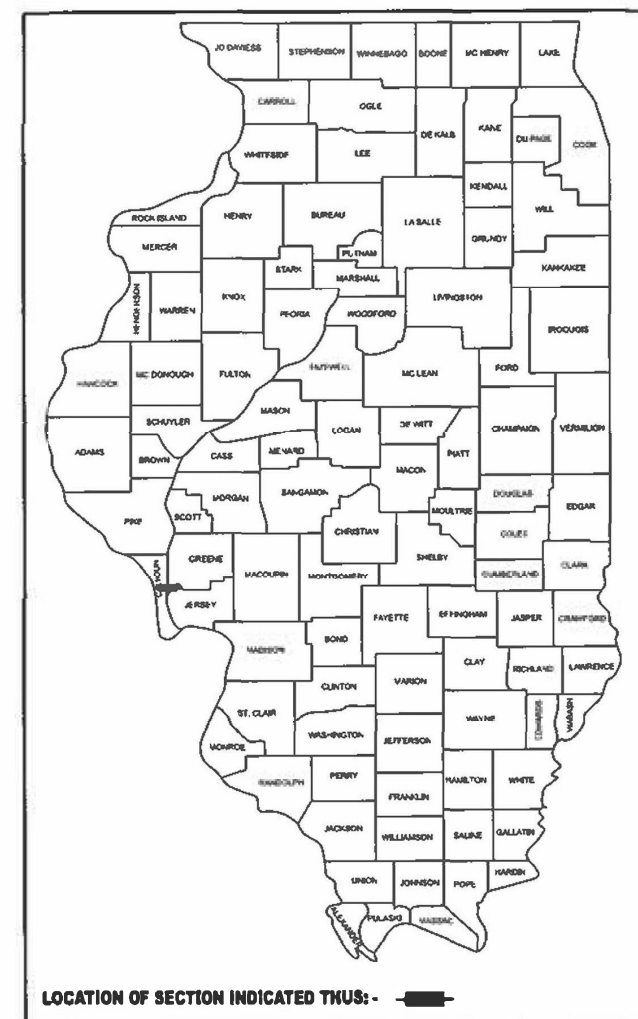 JO DAVIESS STEPHENSON WINNEBAGO BOONE MC HENRY LAKE
CARROLL OGLE DE KALB KANE DU PAGE COOK
WHITESIDE LEE
KENDALL WILL
ROCK ISLAND HENRY BUREAU LA SALLE
MERCER PUTNAM GRUNDY
STARK MARSHALL KANKAKEE
HENDERSON WARREN KNOX PEORIA WOODFORD LIVINGSTON
IROQUOIS
HANCOCK MC DONOUGH FULTON TAZWELL MC LEAN FORD
SCHUYLER MASON
ADAMS BROWN CASS MENARD LOGAN DE WITT PIATT CHAMPAIGN VERMILION
MACON
PIKE SCOTT MORGAN SANGAMON MOULTRIE DOUGLAS EDGAR
CHRISTIAN COLES
CALHOUN GREENE MACOUPIN MONTGOMERY SHELBY CUMBERLAND CLARK
JERSEY
FAYETTE EFFINGHAM JASPER CRAWFORD
MADISON BOND
CLAY RICHLAND LAWRENCE
CLINTON MARION
ST. CLAIR WAYNE EDWARDS WABASH
MONROE WASHINGTON JEFFERSON
RANDOLPH PERRY HAMILTON WHITE
FRANKLIN
JACKSON WILLIAMSON SALINE GALLATIN
UNION JOHNSON POPE HARDIN
ALEXANDER PULASKI MASSAC
LOCATION OF SECTION INDICATED THUS: -